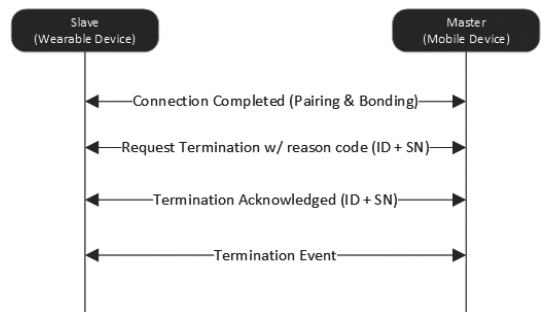 Slave
(Wearable Device)
Master
(Mobile Device)
Connection Completed (Pairing & Bonding)
Request Termination w/ reason code (ID + SN)
Termination Acknowledged (ID + SN)
Termination Event